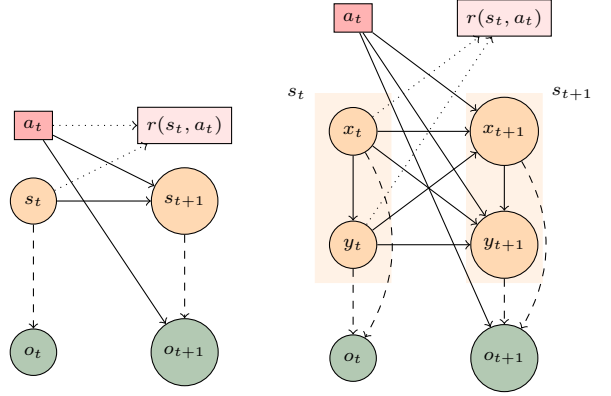 a_t
r(s_t, a_t)
s_t
s_{t+1}
o_t
o_{t+1}
a_t
r(s_t, a_t)
s_t
s_{t+1}
x_t
x_{t+1}
y_t
y_{t+1}
o_t
o_{t+1}